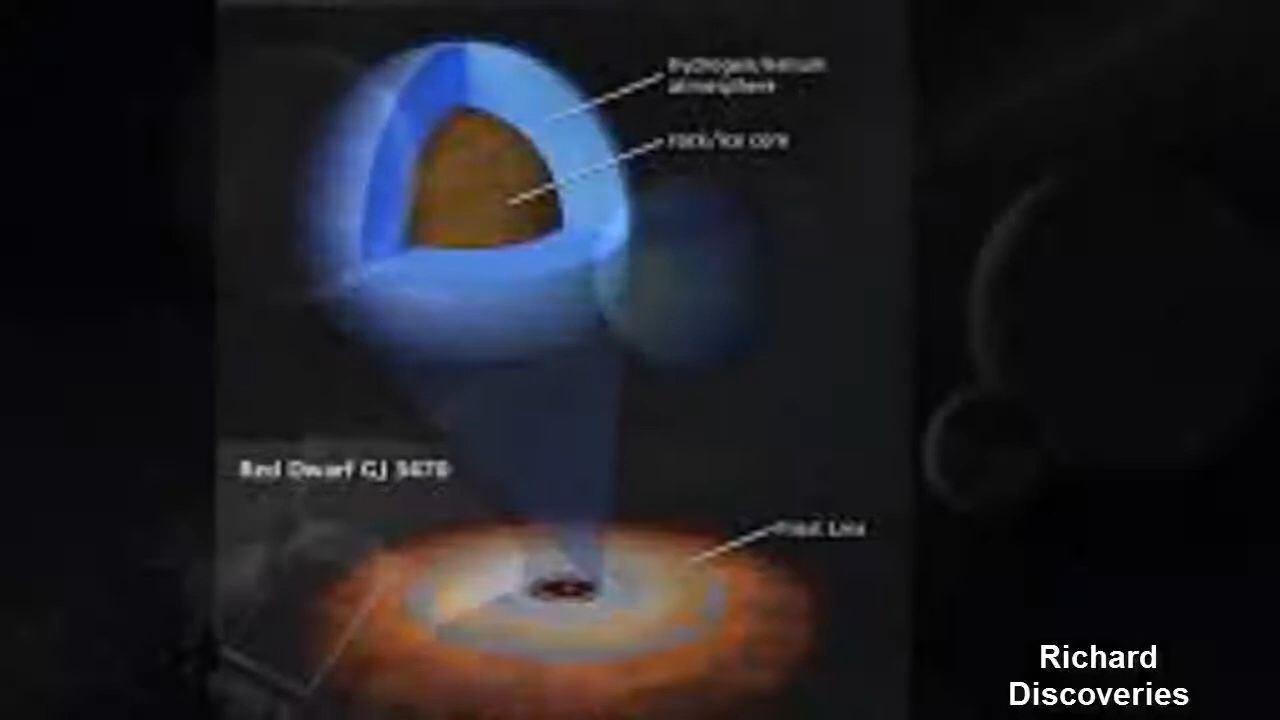 hydrogen/helium
atmosphere
rock/ice core
Red Dwarf GJ 3470
Frost Line
Richard
Discoveries